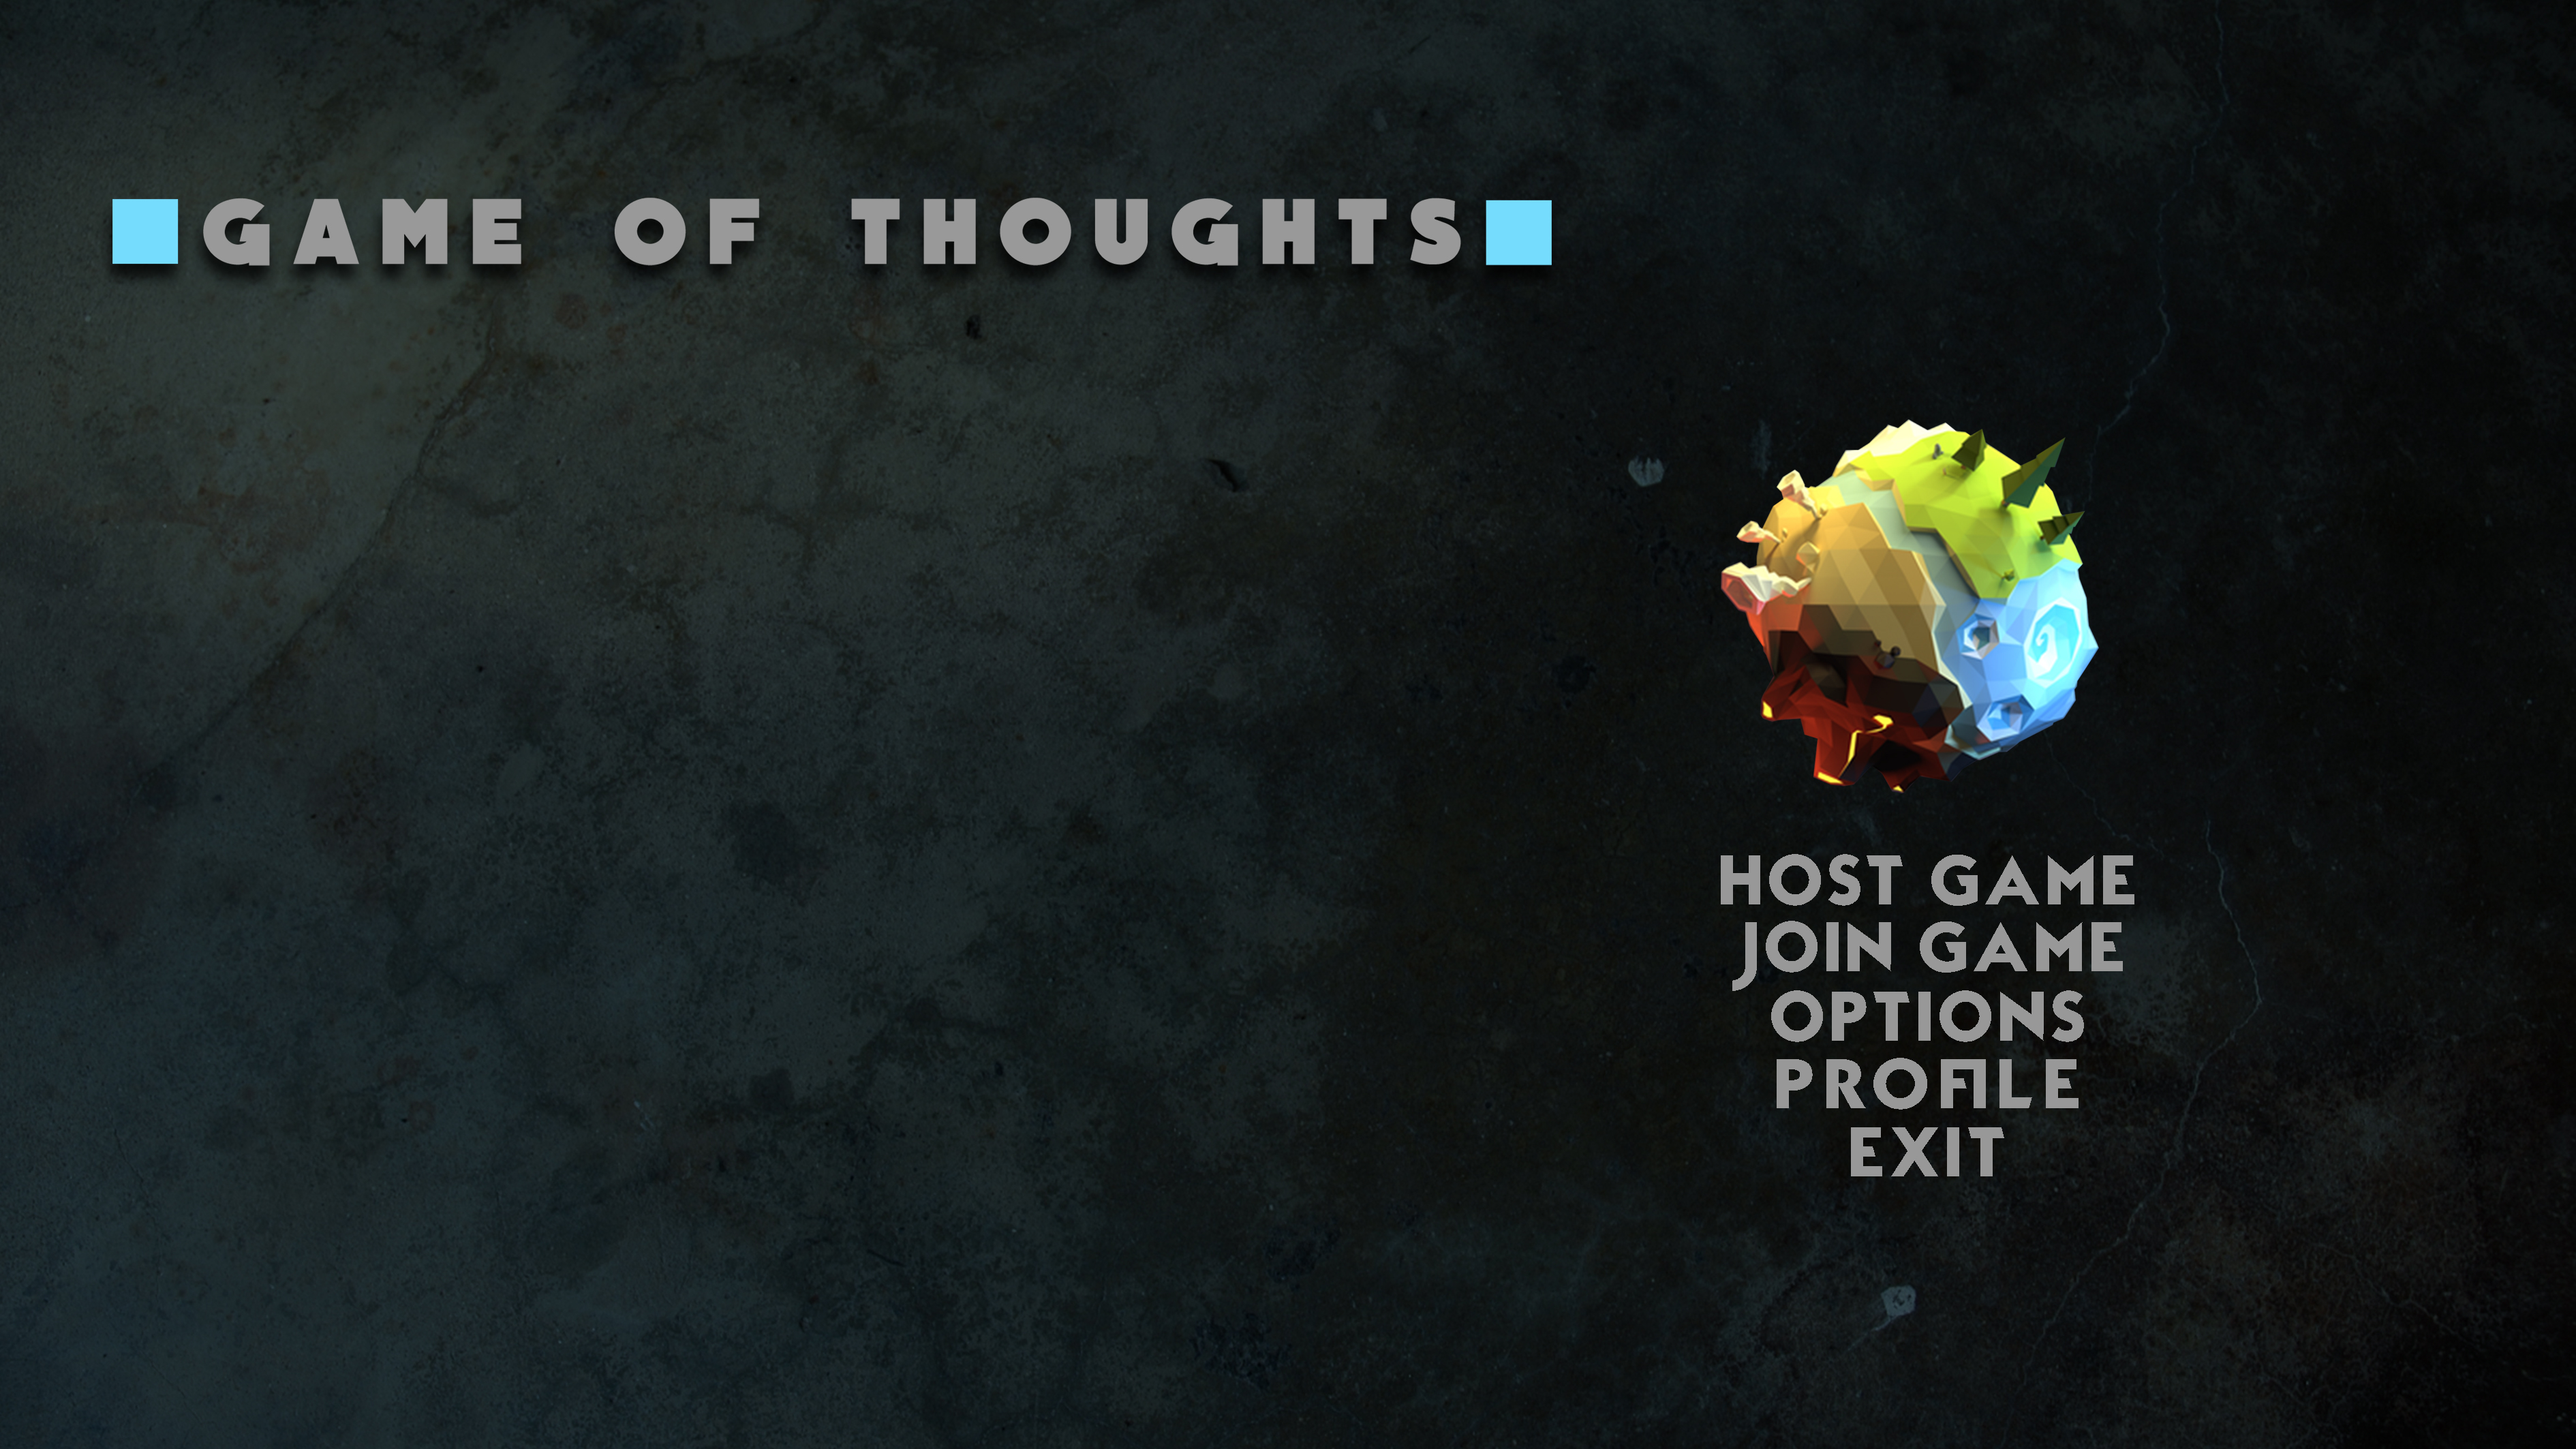 GAME OF THOUGHTS
HOST GAME
JOIN GAME
OPTIONS
PROFILE
EXIT